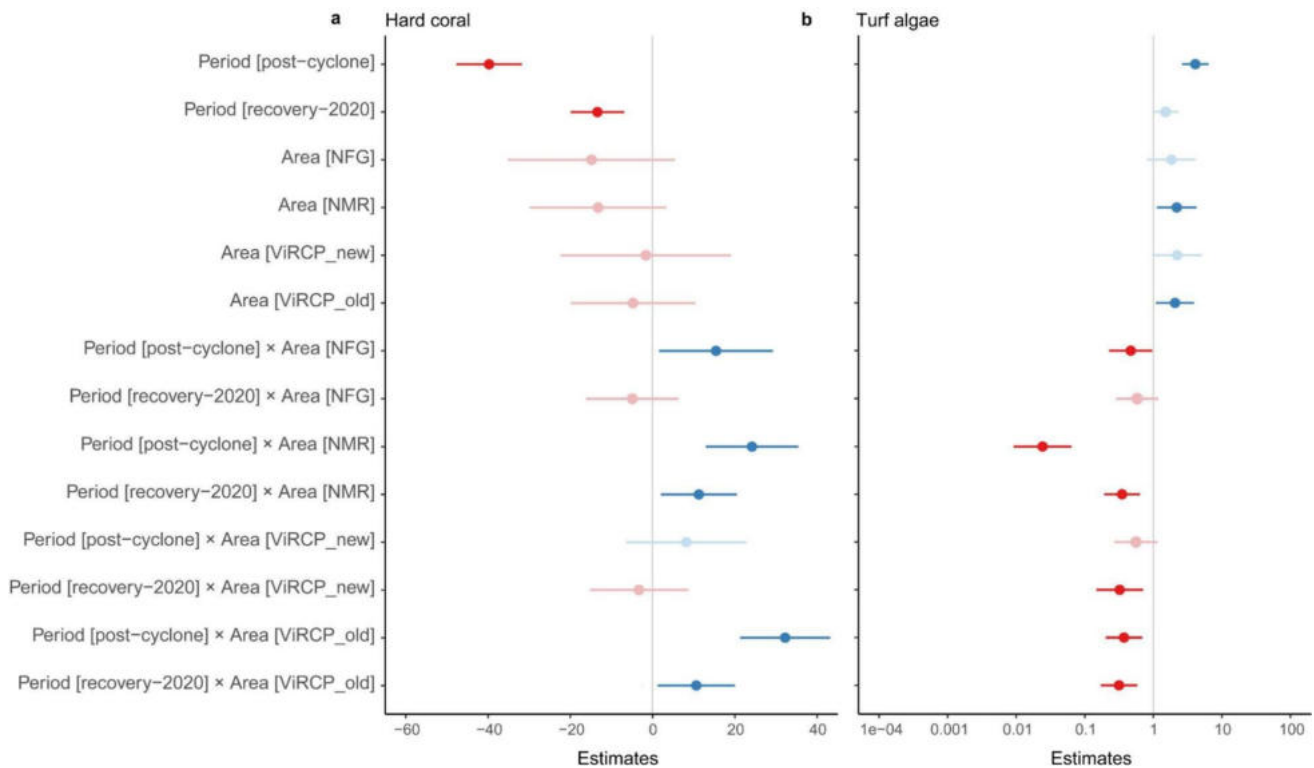 a Hard coral b Turf algae
Period [post−cyclone]
Period [recovery−2020]
Area [NFG]
Area [NMR]
Area [ViRCP_new]
Area [ViRCP_old]
Period [post−cyclone] × Area [NFG]
Period [recovery−2020] × Area [NFG]
Period [post−cyclone] × Area [NMR]
Period [recovery−2020] × Area [NMR]
Period [post−cyclone] × Area [ViRCP_new]
Period [recovery−2020] × Area [ViRCP_new]
Period [post−cyclone] × Area [ViRCP_old]
Period [recovery−2020] × Area [ViRCP_old]
−60 −40 −20 0 20 40 1e−04 0.001 0.01 0.1 1 10 100
Estimates Estimates